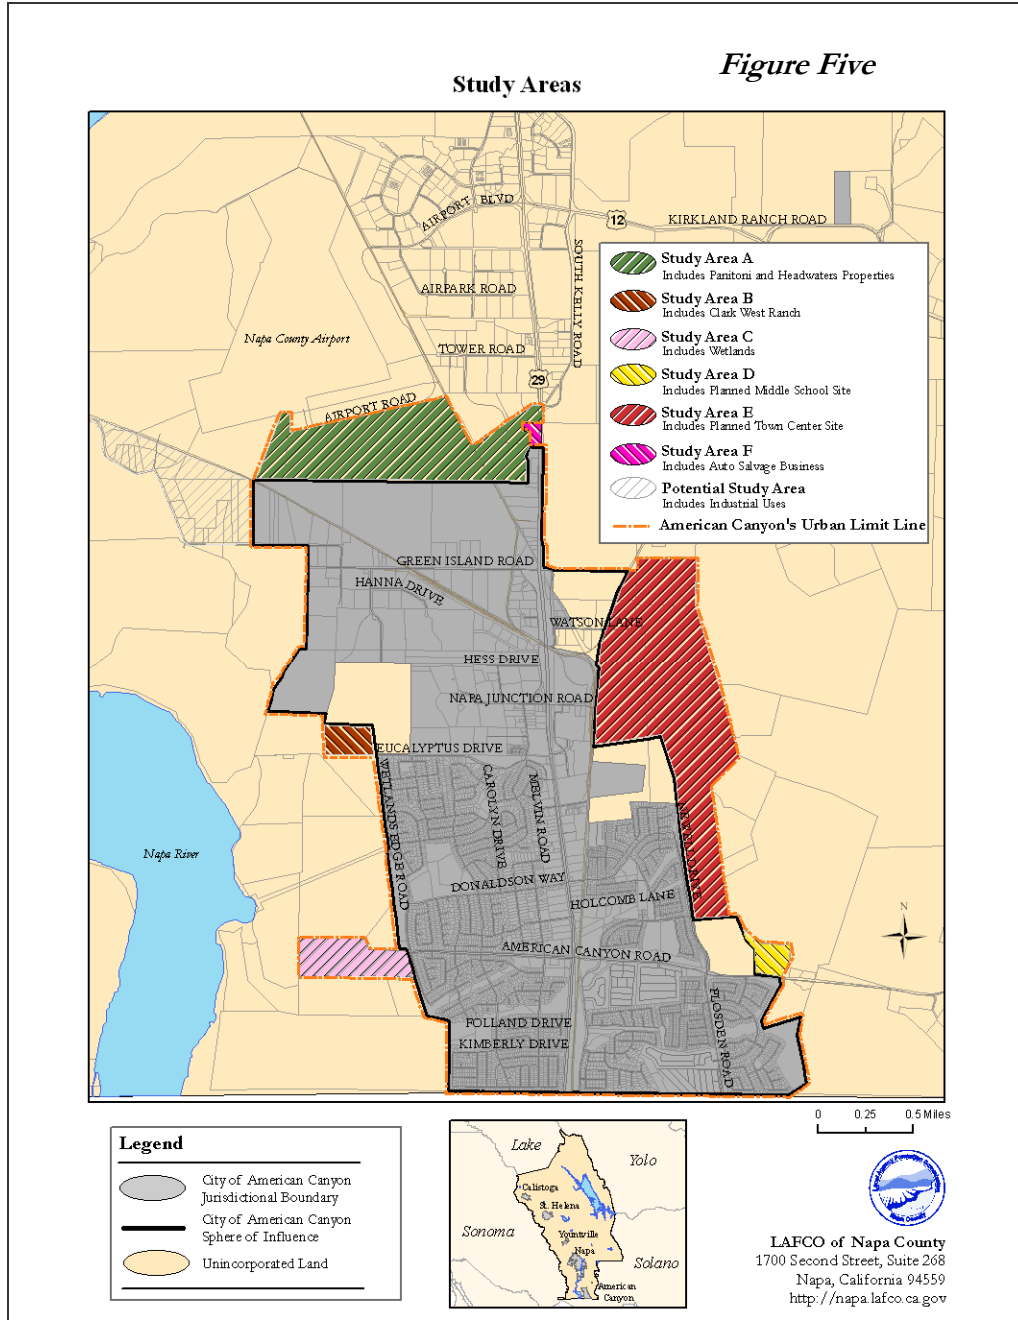 Figure Five
Study Areas
AIRPORT BLVD
12
KIRKLAND RANCH ROAD
SOUTH KELLY ROAD
AIRPARK ROAD
Napa County Airport
TOWER ROAD
29
AIRPORT ROAD
Study Area A
Includes Panitoni and Headwaters Properties
Study Area B
Includes Clark West Ranch
Study Area C
Includes Wetlands
Study Area D
Includes Planned Middle School Site
Study Area E
Includes Planned Town Center Site
Study Area F
Includes Auto Salvage Business
Potential Study Area
Includes Industrial Uses
American Canyon's Urban Limit Line
GREEN ISLAND ROAD
HANNA DRIVE
WATSON LANE
HESS DRIVE
NAPA JUNCTION ROAD
EUCALYPTUS DRIVE
WETLANDS EDGE ROAD
CAROLYN DRIVE
MELVIN ROAD
NEWELL DRIVE
Napa River
DONALDSON WAY
HOLCOMB LANE
N
AMERICAN CANYON ROAD
FLOSDEN ROAD
FOLLAND DRIVE
KIMBERLY DRIVE
0 0.25 0.5 Miles
Legend
City of American Canyon
Jurisdictional Boundary
City of American Canyon
Sphere of Influence
Unincorporated Land
Lake
Yolo
Calistoga
St. Helena
Sonoma
Yountville
Napa
Solano
American
Canyon
LAFCO of Napa County
1700 Second Street, Suite 268
Napa, California 94559
http://napa.lafco.ca.gov